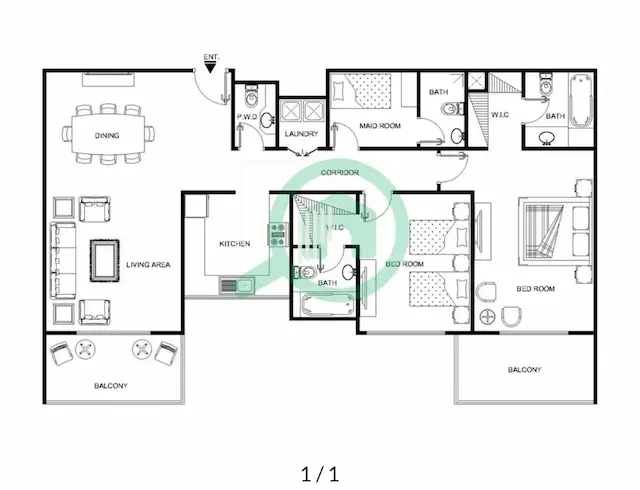 ENT.
DINING
P.W.D
LAUNDRY
MAID ROOM
BATH
W.I.C
BATH
CORRIDOR
KITCHEN
W.I.C
LIVING AREA
BATH
BED ROOM
BED ROOM
BALCONY
BALCONY
1 / 1